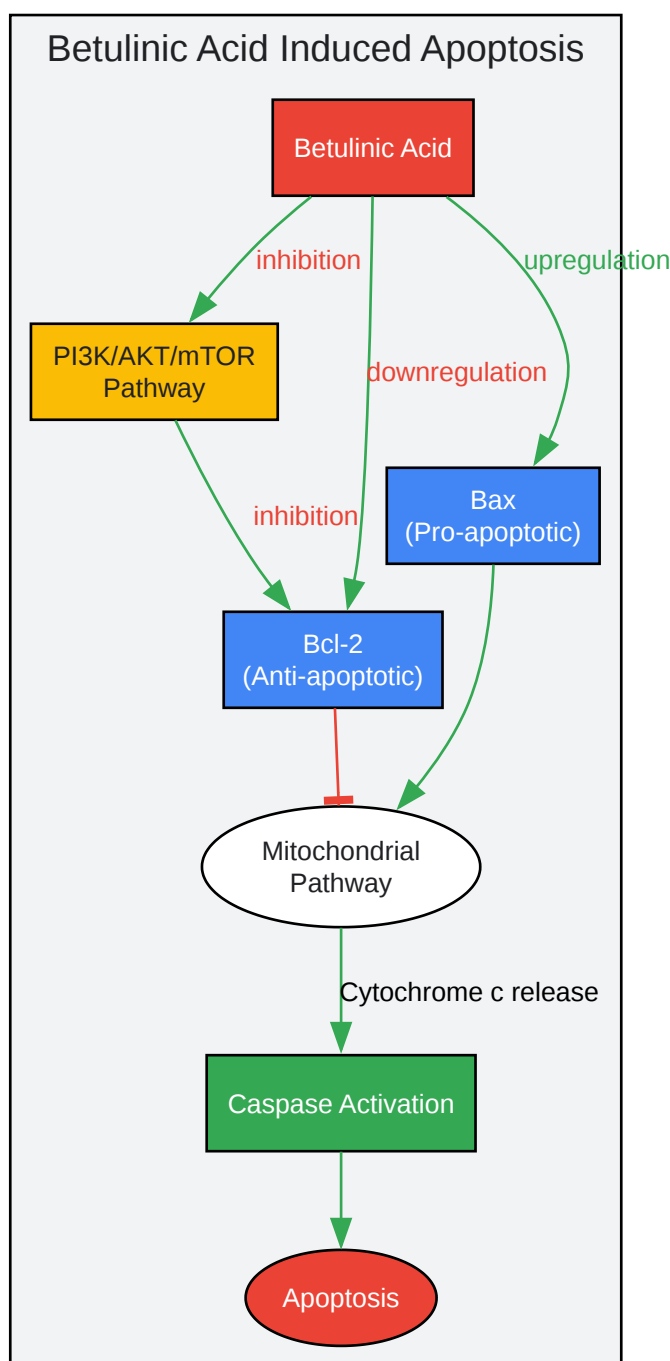 Betulinic Acid Induced Apoptosis
Betulinic Acid
inhibition
upregulation
PI3K/AKT/mTOR
Pathway
downregulation
Bax
(Pro-apoptotic)
inhibition
Bcl-2
(Anti-apoptotic)
Mitochondrial
Pathway
Cytochrome c release
Caspase Activation
Apoptosis